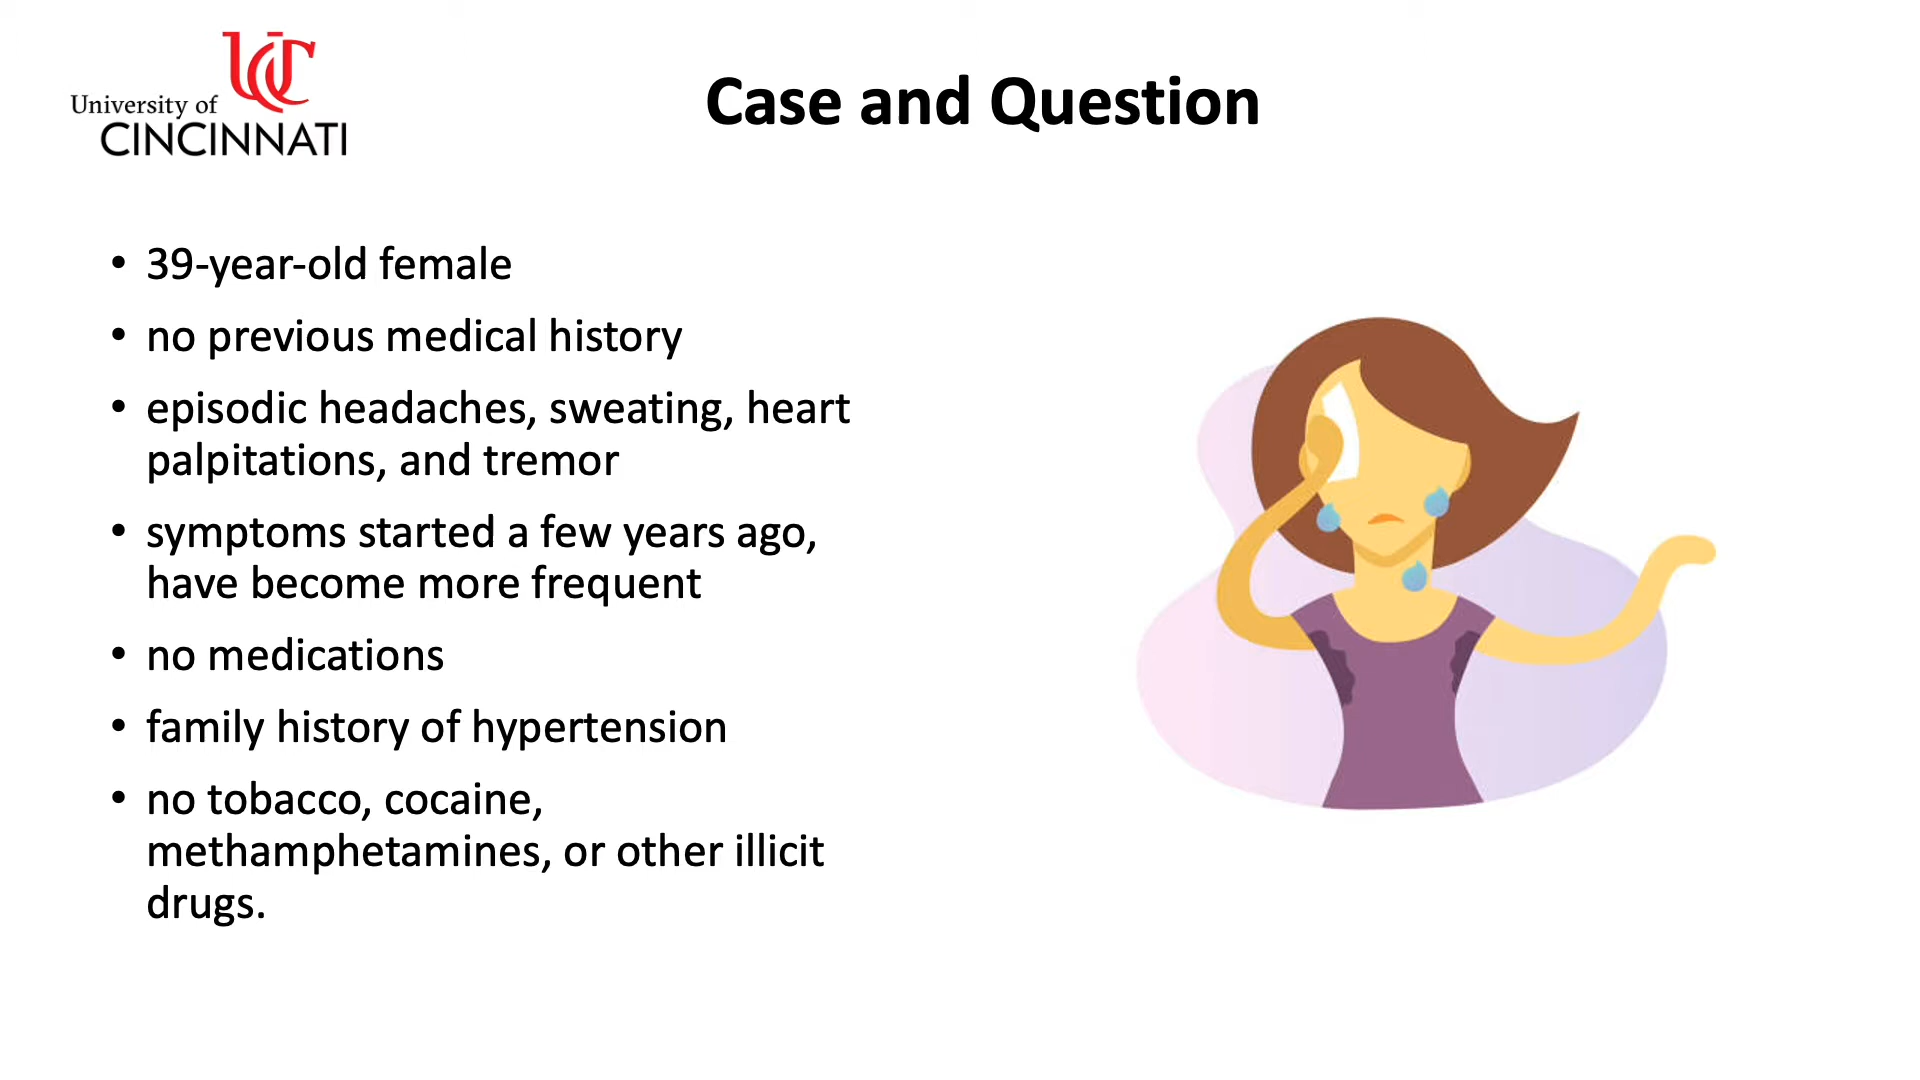 University of
CINCINNATI
Case and Question
• 39-year-old female
• no previous medical history
• episodic headaches, sweating, heart
palpitations, and tremor
• symptoms started a few years ago,
have become more frequent
• no medications
• family history of hypertension
• no tobacco, cocaine,
methamphetamines, or other illicit
drugs.